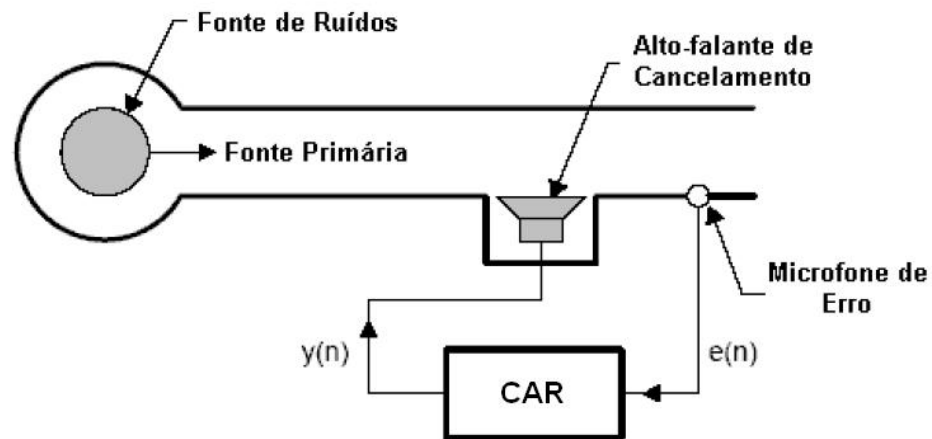 Fonte de Ruídos
Alto-falante de
Cancelamento
Fonte Primária
Microfone de
Erro
y(n)
e(n)
CAR